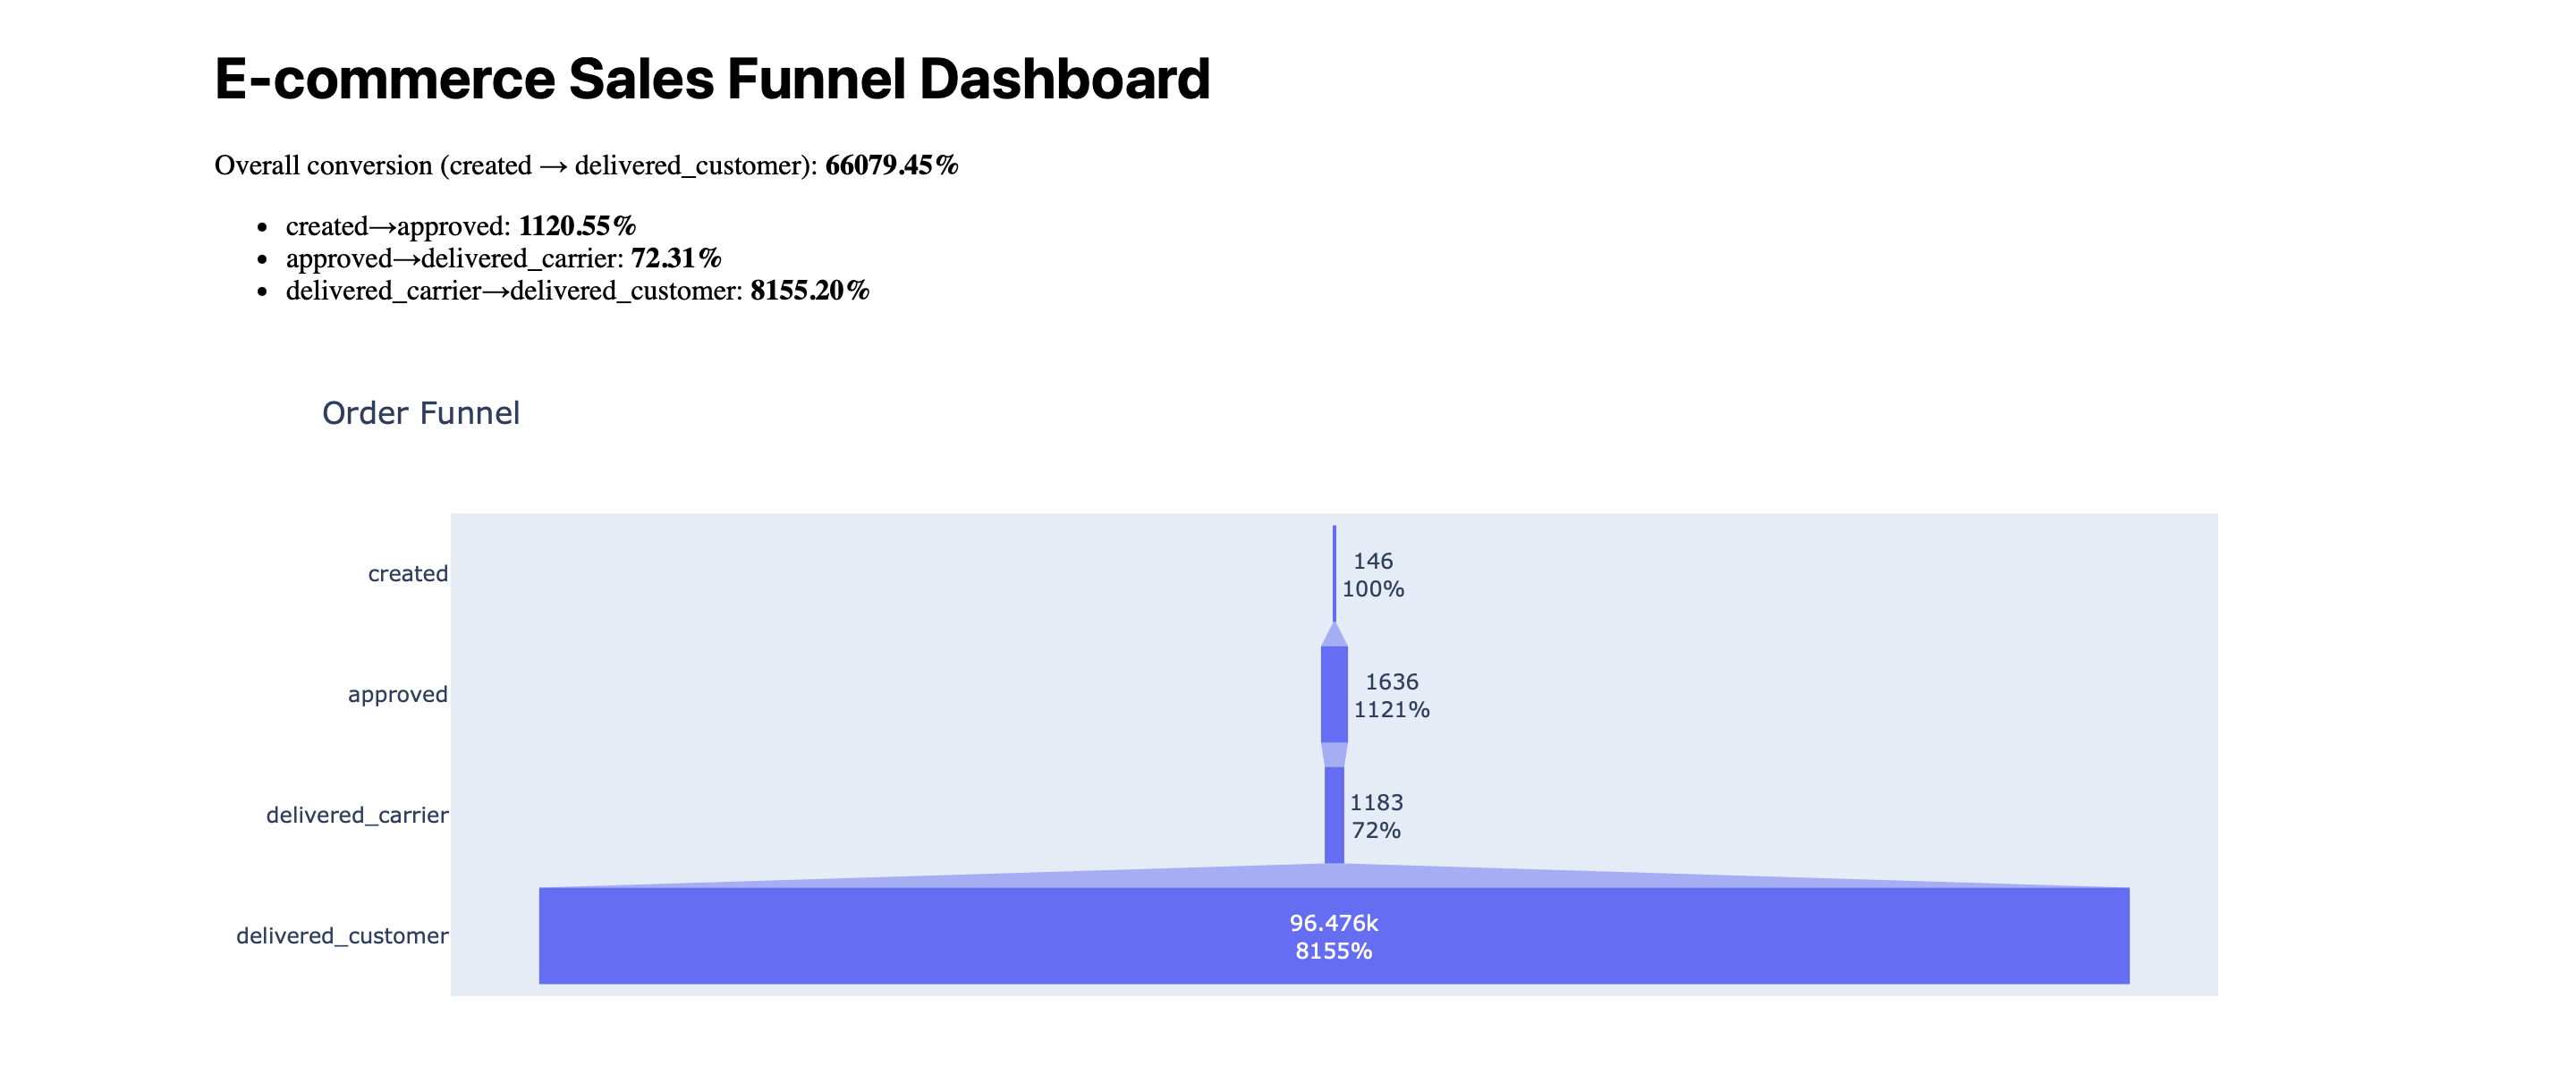 E-commerce Sales Funnel Dashboard
Overall conversion (created → delivered_customer): 66079.45%
• created→approved: 1120.55%
• approved→delivered_carrier: 72.31%
• delivered_carrier→delivered_customer: 8155.20%
Order Funnel
created
146
100%
approved
1636
1121%
delivered_carrier
1183
72%
delivered_customer
96.476k
8155%